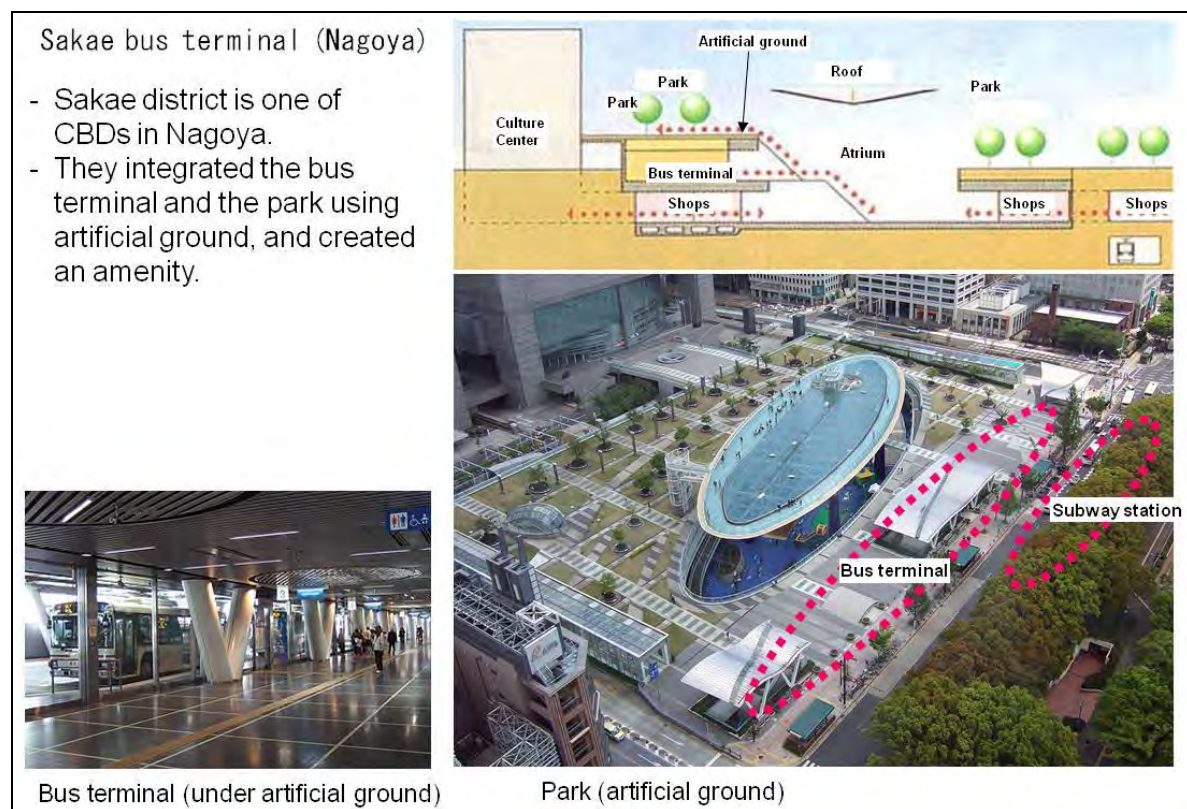 Sakae bus terminal (Nagoya)
- Sakae district is one of
CBDs in Nagoya.
- They integrated the bus
terminal and the park using
artificial ground, and created
an amenity.
Artificial ground
Roof
Park
Park
Park
Culture
Center
Atrium
Bus terminal
Shops
Shops
Shops
Subway station
Bus terminal
Bus terminal (under artificial ground)
Park (artificial ground)